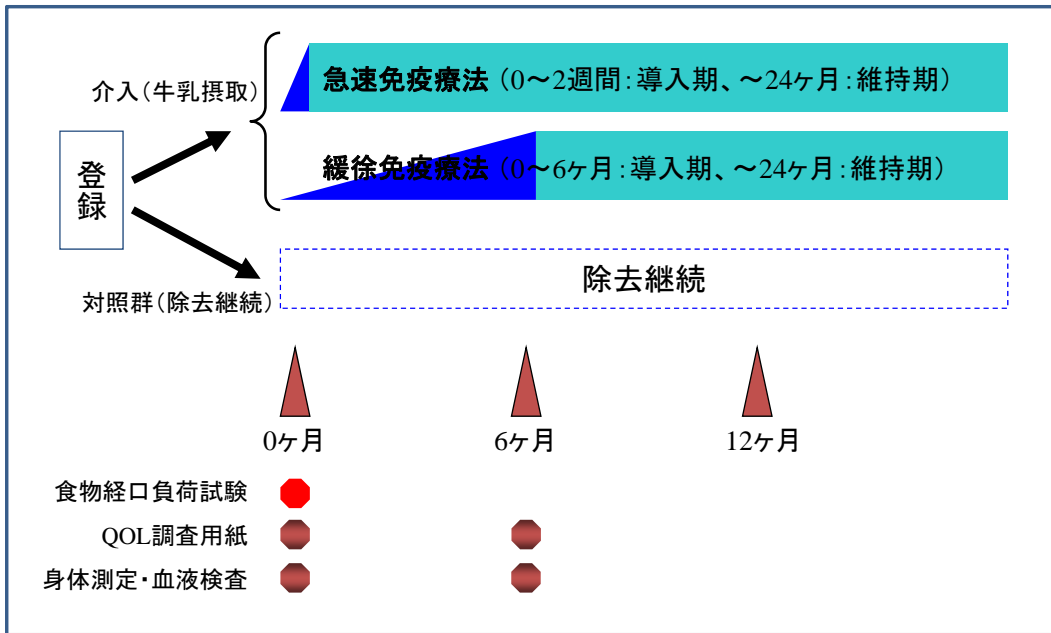 介入(牛乳摂取)
急速免疫療法(0～2週間:導入期、～24ヶ月:維持期)
緩徐免疫療法(0～6ヶ月:導入期、～24ヶ月:維持期)
登録
対照群(除去継続)
除去継続
0ヶ月
6ヶ月
12ヶ月
食物経口負荷試験
QOL調査用紙
身体測定・血液検査